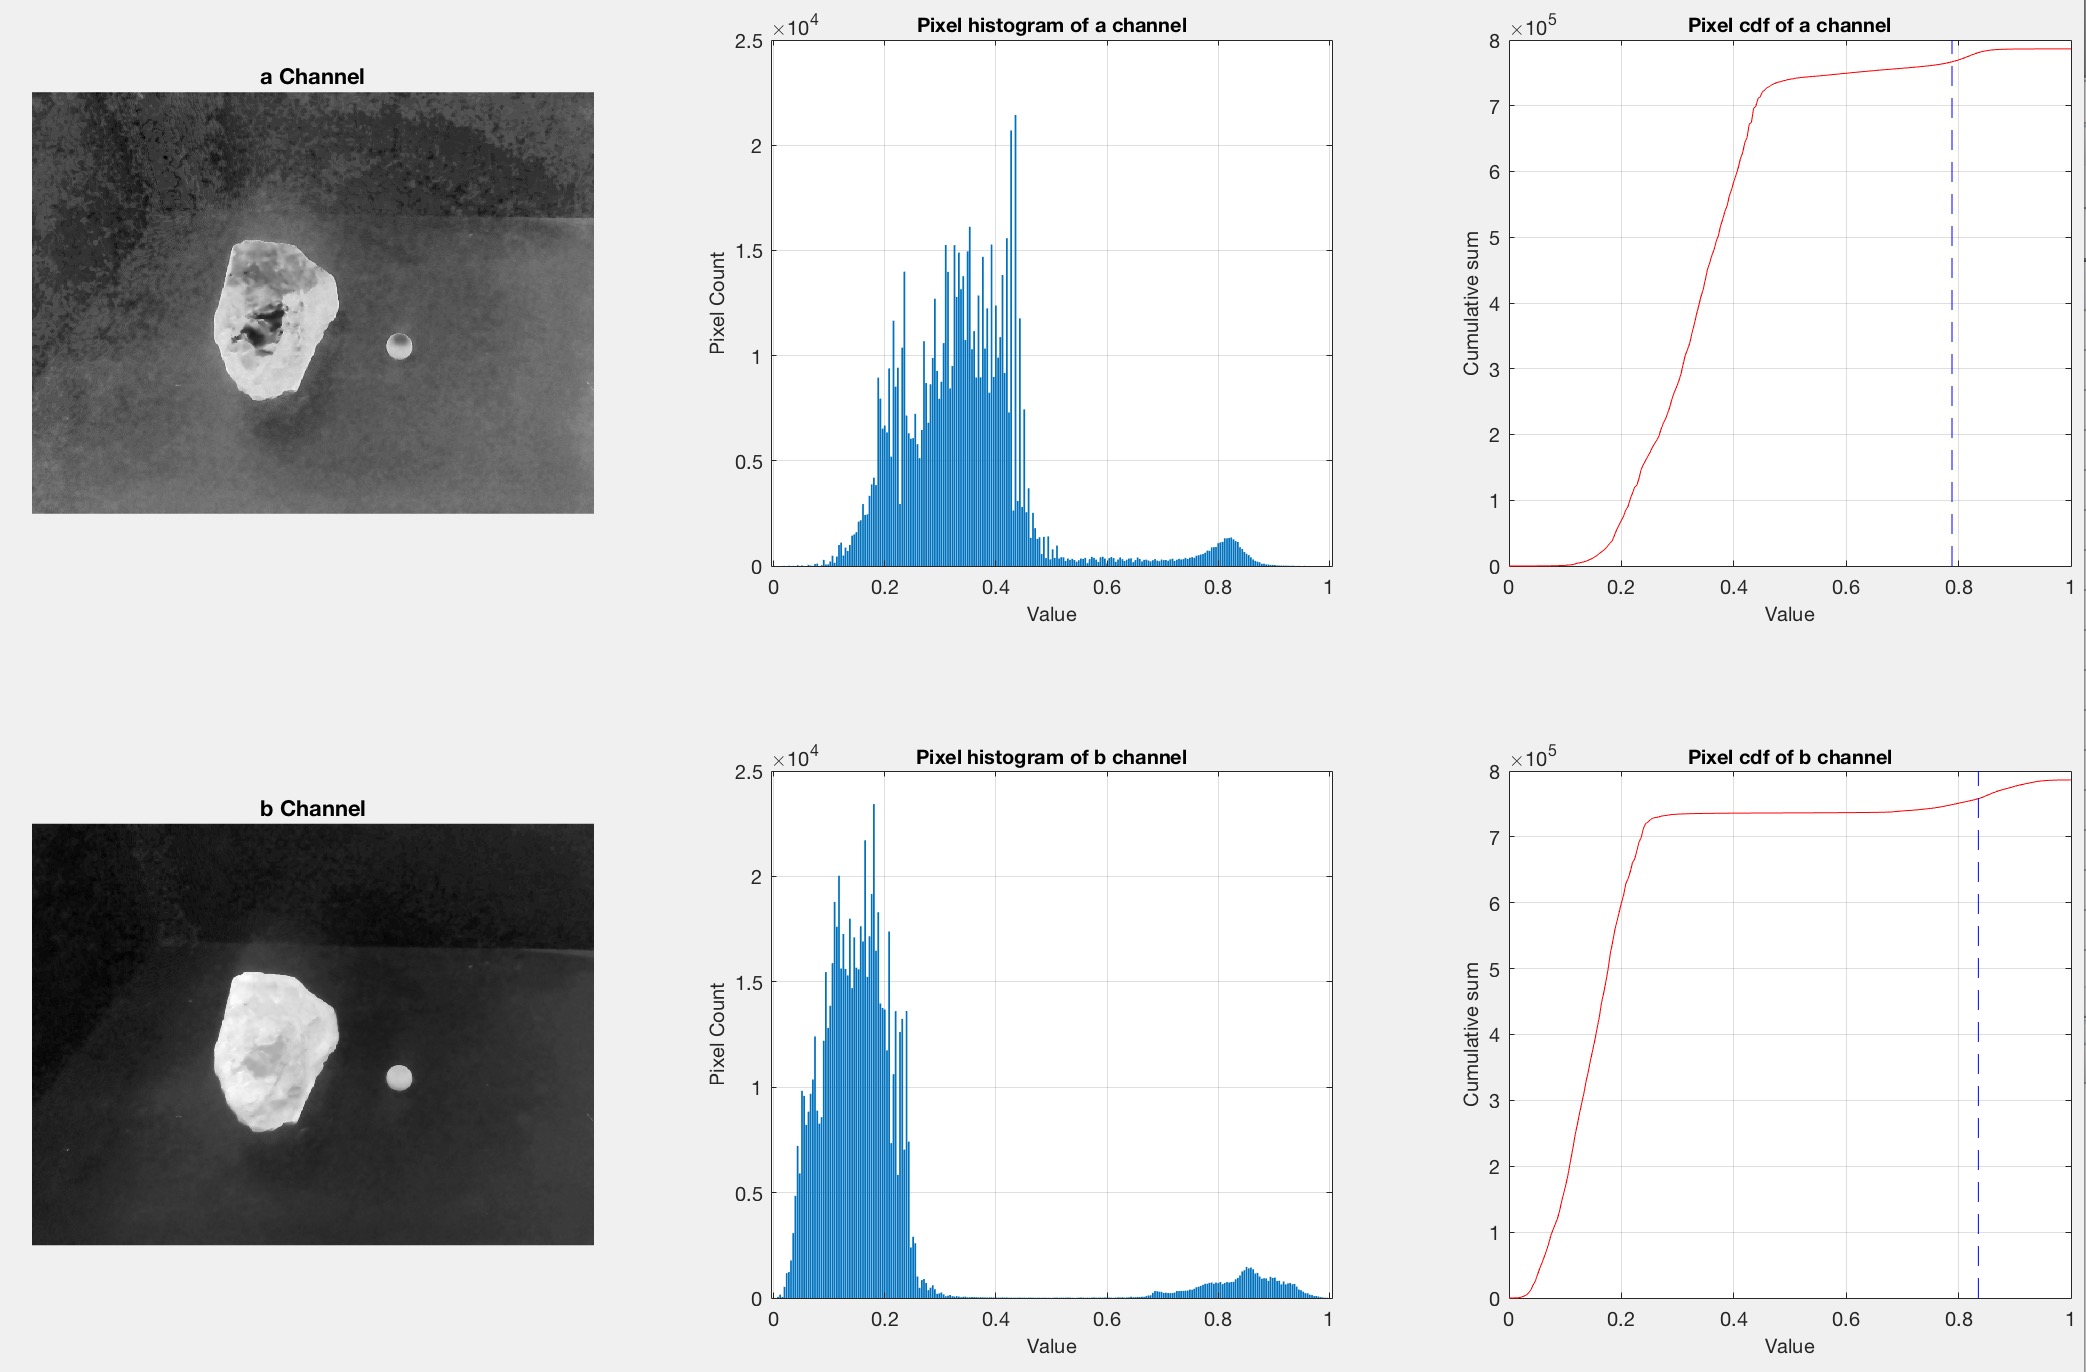 a Channel
Pixel histogram of a channel
×10^4
2.5
2
1.5
1
0.5
0
Pixel Count
0 0.2 0.4 0.6 0.8 1
Value
Pixel cdf of a channel
×10^5
8
7
6
5
4
3
2
1
0
Cumulative sum
0 0.2 0.4 0.6 0.8 1
Value
b Channel
Pixel histogram of b channel
×10^4
2.5
2
1.5
1
0.5
0
Pixel Count
0 0.2 0.4 0.6 0.8 1
Value
Pixel cdf of b channel
×10^5
8
7
6
5
4
3
2
1
0
Cumulative sum
0 0.2 0.4 0.6 0.8 1
Value